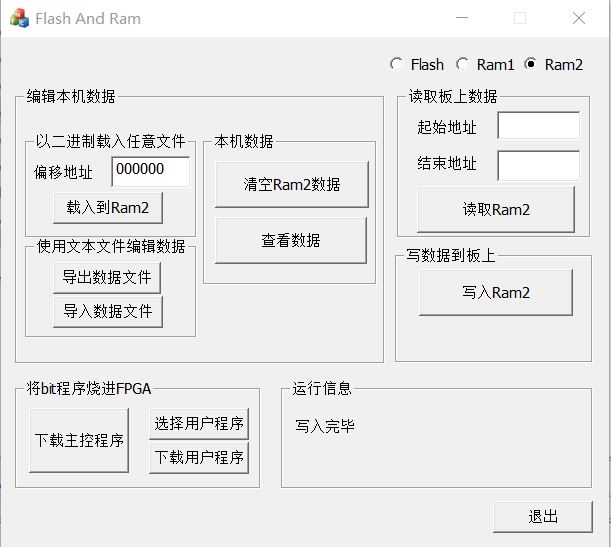 Flash And Ram
Flash Ram1 Ram2
编辑本机数据
以二进制载入任意文件
偏移地址 000000
载入到Ram2
使用文本文件编辑数据
导出数据文件
导入数据文件
本机数据
清空Ram2数据
查看数据
读取板上数据
起始地址
结束地址
读取Ram2
写数据到板上
写入Ram2
将bit程序烧进FPGA
下载主控程序
选择用户程序
下载用户程序
运行信息
写入完毕
退出